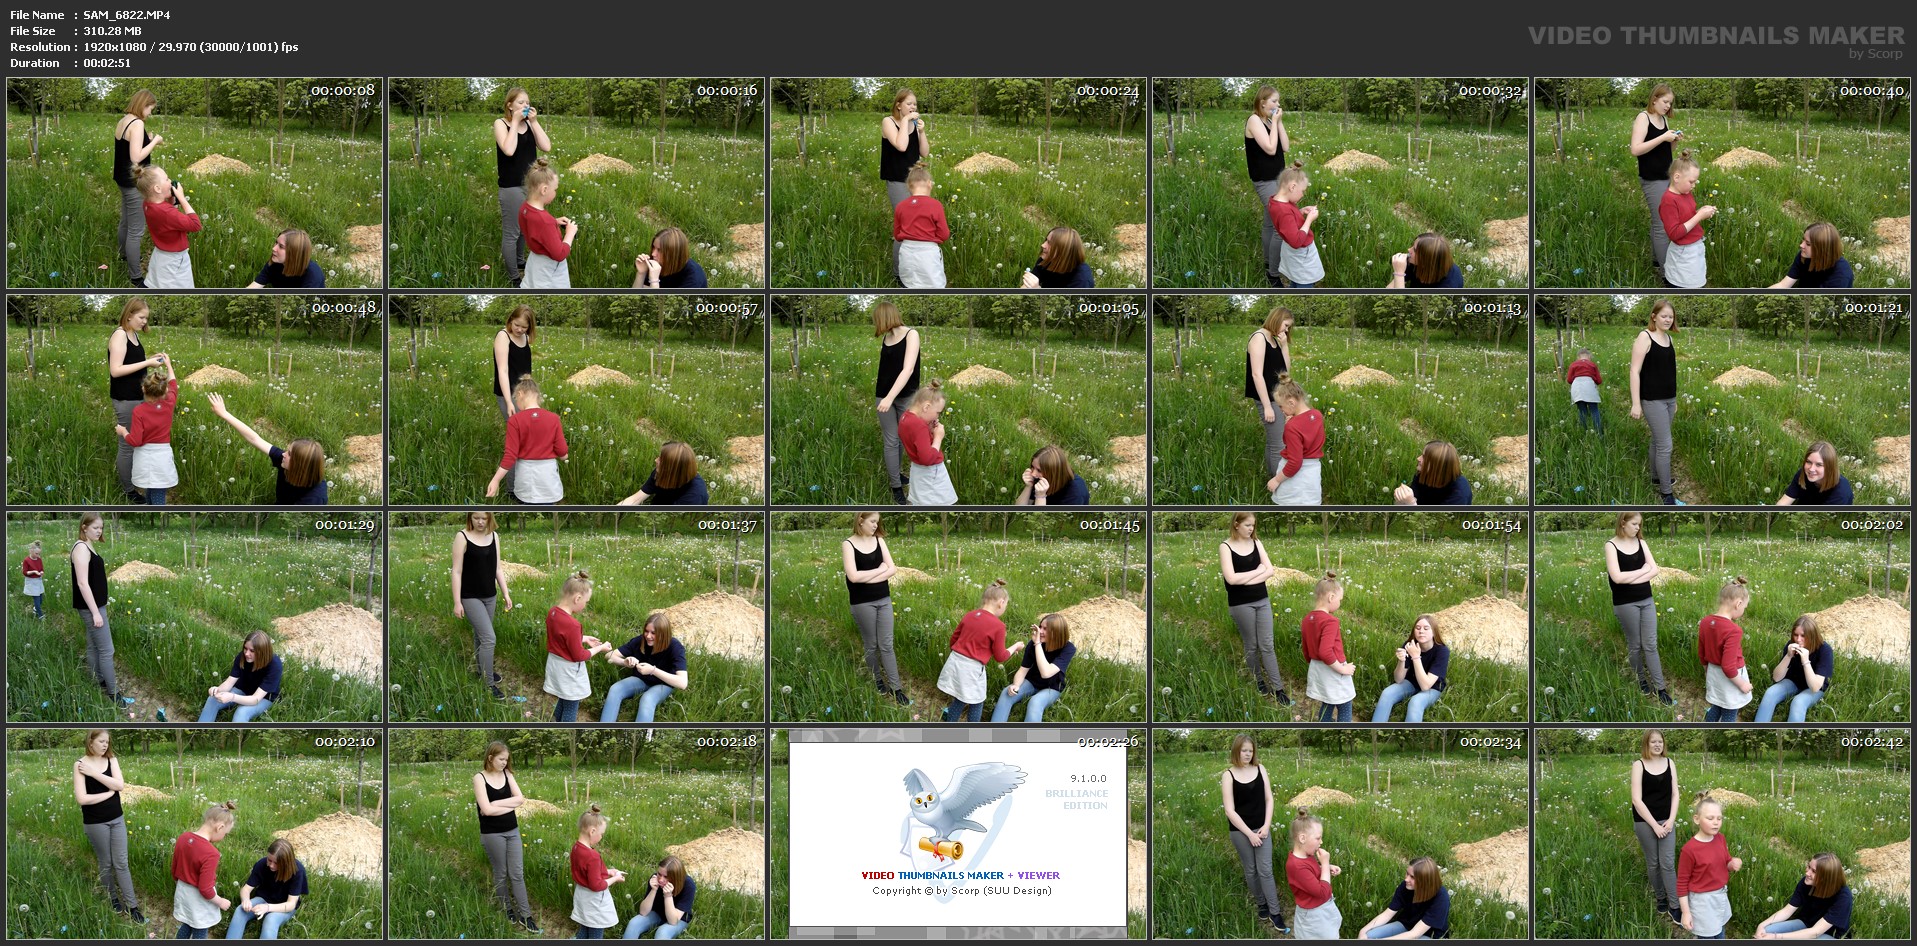 File Name : SAM_6822.MP4
File Size : 310.28 MB
Resolution : 1920x1080 / 29.970 (30000/1001) fps
Duration : 00:02:51
VIDEO THUMBNAILS MAKER
by Scorp
00:00:08
00:00:16
00:00:24
00:00:32
00:00:40
00:00:48
00:00:57
00:01:05
00:01:13
00:01:21
00:01:29
00:01:37
00:01:45
00:01:54
00:02:02
00:02:10
00:02:18
00:02:26
9.1.0.0
BRILLIANCE
EDITION
VIDEO THUMBNAILS MAKER + VIEWER
Copyright © by Scorp (SUU Design)
00:02:34
00:02:42